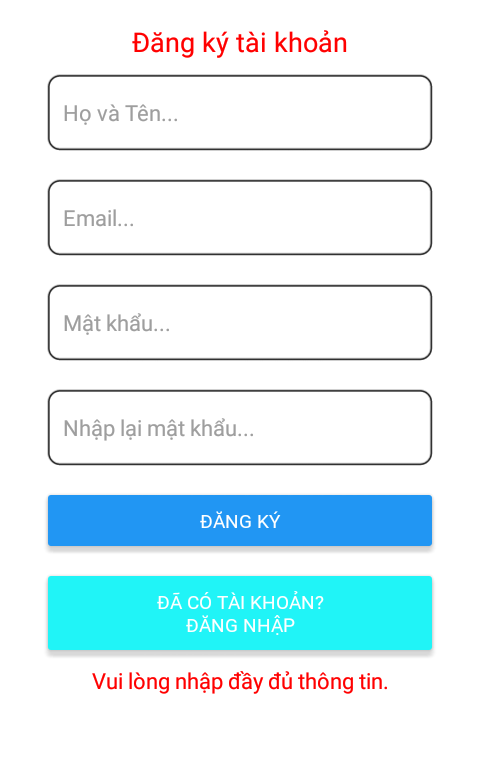 Đăng ký tài khoản
Họ và Tên...
Email...
Mật khẩu...
Nhập lại mật khẩu...
ĐĂNG KÝ
ĐÃ CÓ TÀI KHOẢN?
ĐĂNG NHẬP
Vui lòng nhập đầy đủ thông tin.